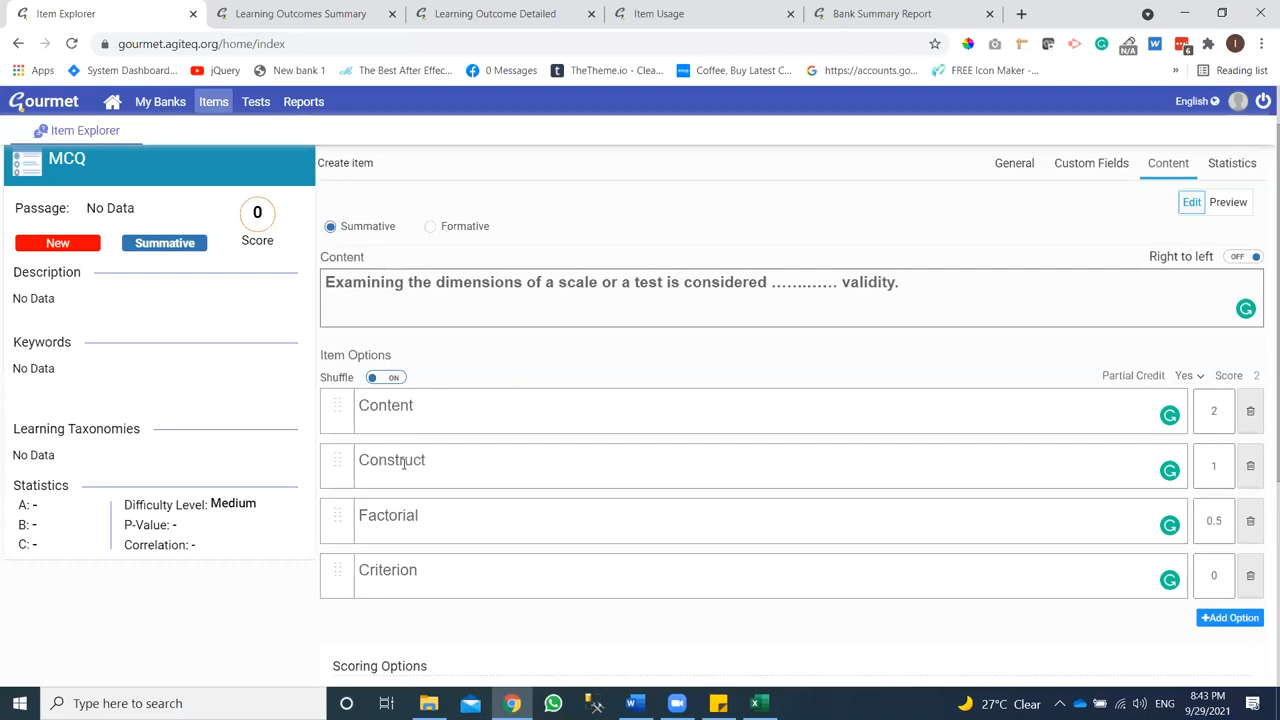 Item Explorer
Learning Outcomes Summary
Learning Outcome Detailed
Item Usage
Bank Summary Report
gourmet.agiteq.org/home/index
N/A
6
I
Apps
System Dashboard...
jQuery
New bank 1
The Best After Effec...
0 Messages
TheTheme.io - Clea...
Coffee, Buy Latest C...
https://accounts.go...
FREE Icon Maker -...
»
Reading list
Gourmet
My Banks
Items
Tests
Reports
English
Item Explorer
MCQ
Passage: No Data
0
Score
New
Summative
Description
No Data
Keywords
No Data
Learning Taxonomies
No Data
Statistics
A: -
B: -
C: -
Difficulty Level: Medium
P-Value: -
Correlation: -
Create item
General
Custom Fields
Content
Statistics
Edit
Preview
Summative
Formative
Content
Right to left
OFF
Examining the dimensions of a scale or a test is considered ............. validity.
Item Options
Shuffle
ON
Partial Credit
Yes
Score
2
Content
2
Construct
1
Factorial
0.5
Criterion
0
+Add Option
Scoring Options
Type here to search
27°C Clear
ENG
8:43 PM
9/29/2021